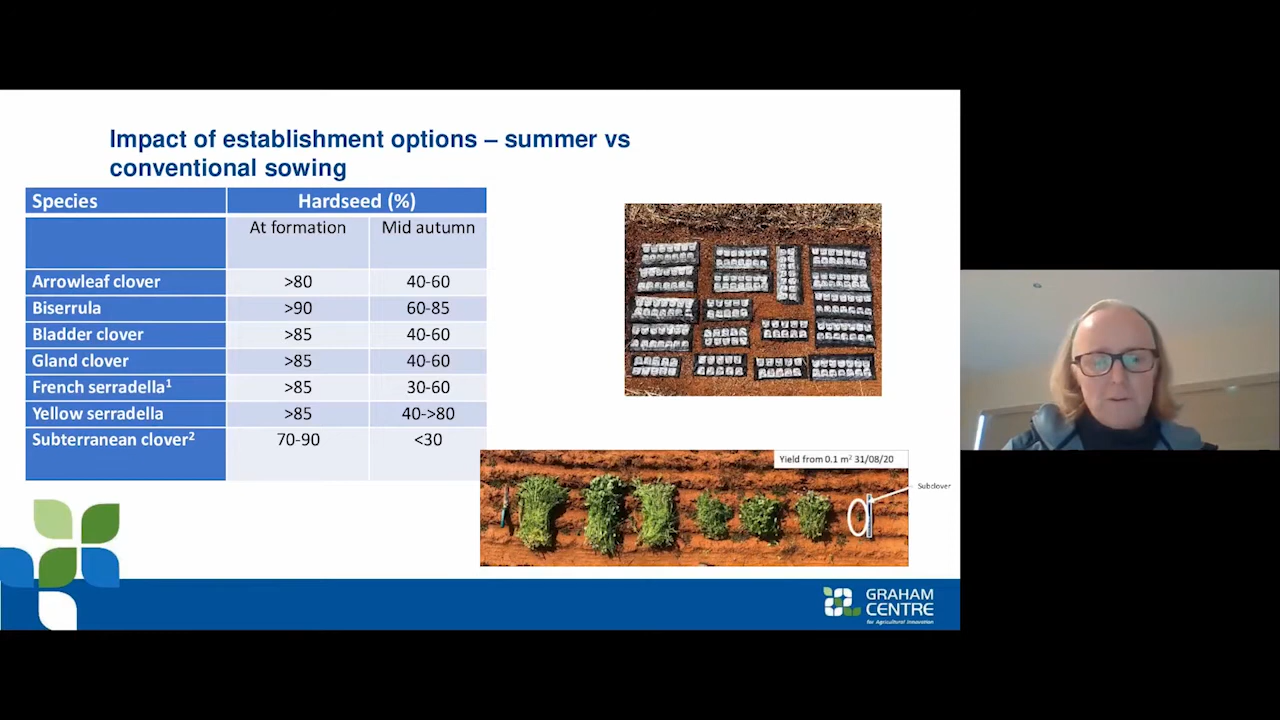 Impact of establishment options – summer vs
conventional sowing
Species Hardseed (%)
At formation Mid autumn
Arrowleaf clover >80 40-60
Biserrula >90 60-85
Bladder clover >85 40-60
Gland clover >85 40-60
French serradella¹ >85 30-60
Yellow serradella >85 40->80
Subterranean clover² 70-90 <30
Yield from 0.1 m² 31/08/20
Subclover
GRAHAM
CENTRE
for Agricultural Innovation